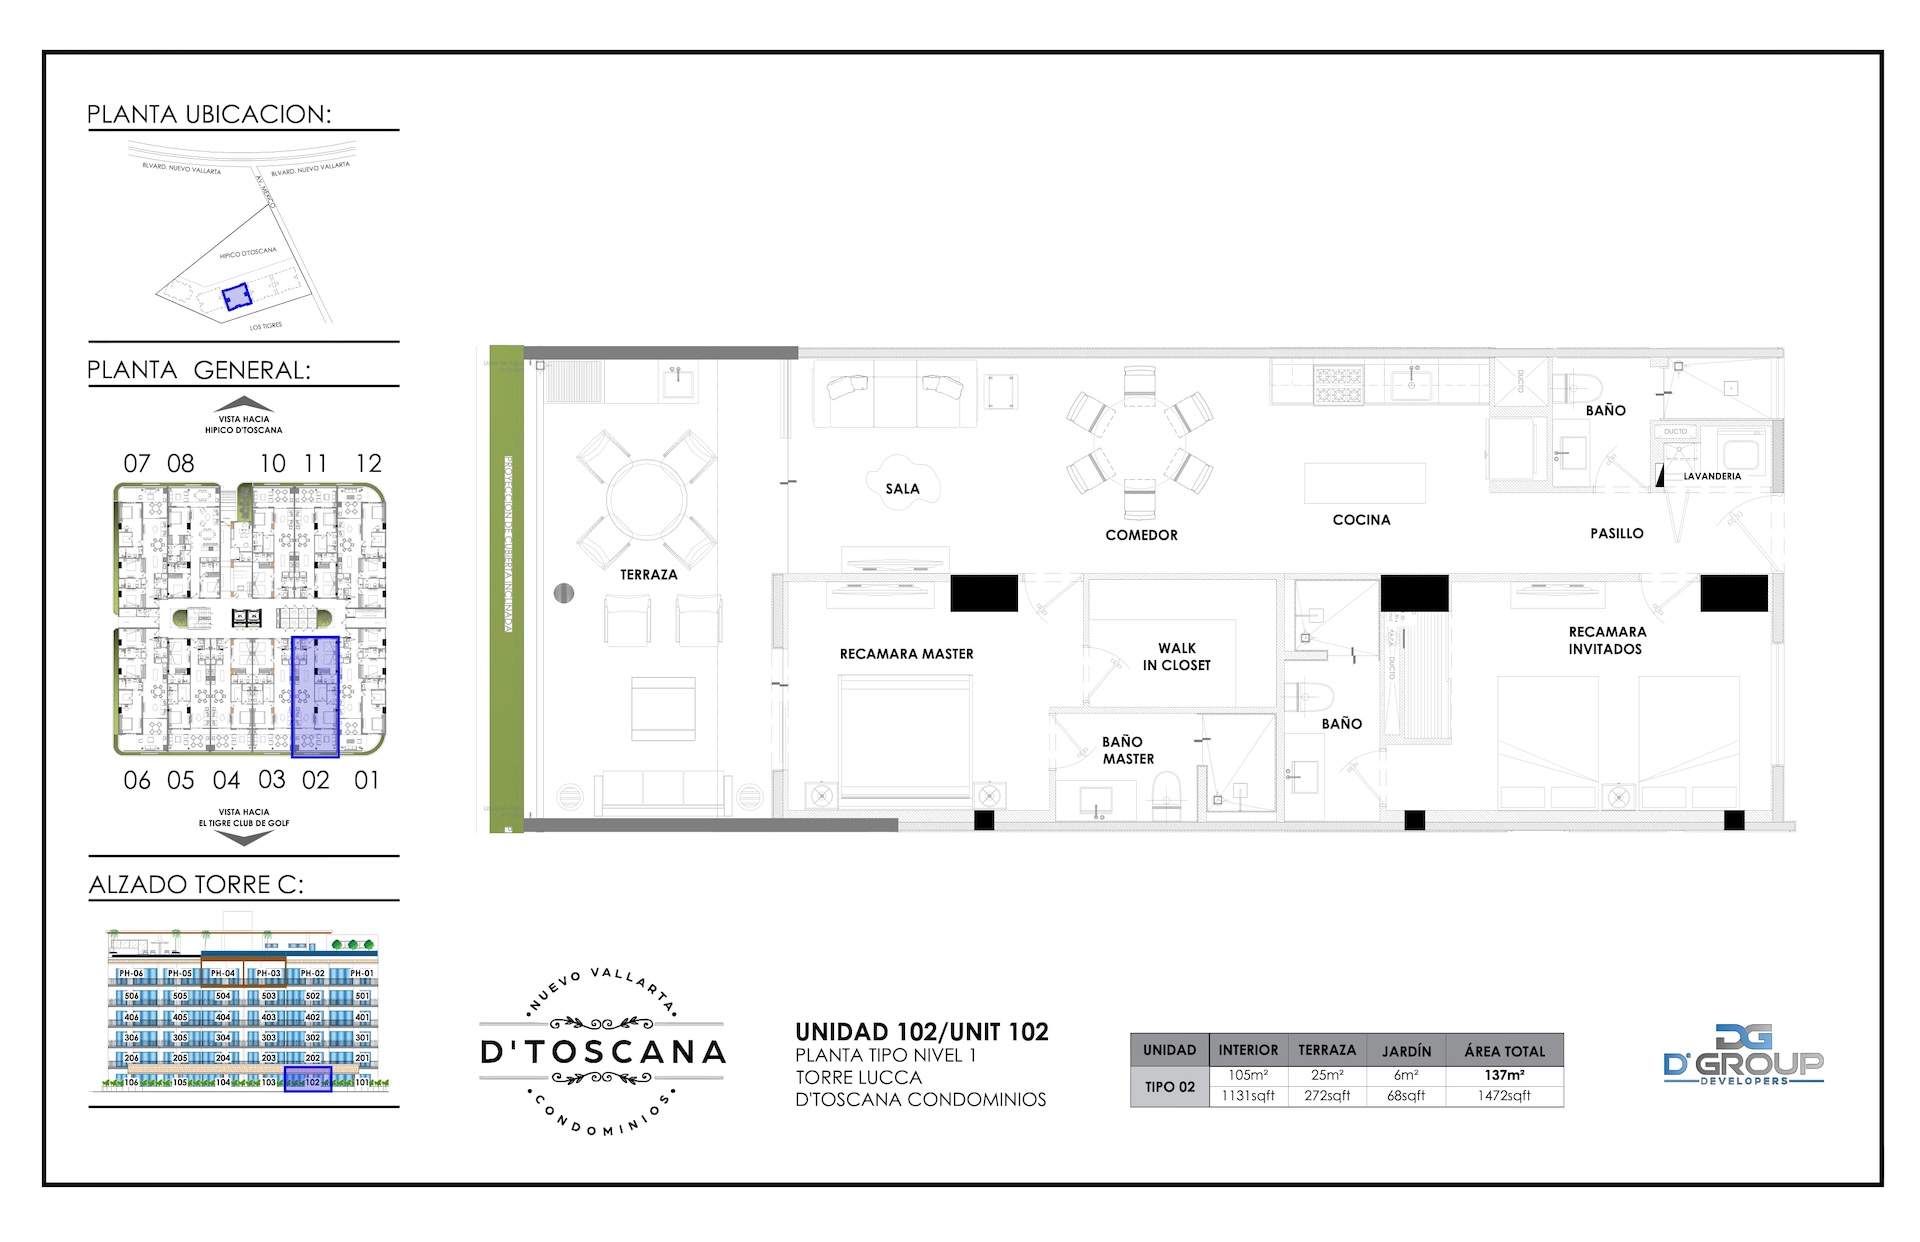 PLANTA UBICACION:
BLVARD. NUEVO VALLARTA
BLVARD. NUEVO VALLARTA
AV. MEXICO
HIPICO D'TOSCANA
LOS TIGRES
PLANTA GENERAL:
VISTA HACIA
HIPICO D'TOSCANA
07 08 10 11 12
06 05 04 03 02 01
VISTA HACIA
EL TIGRE CLUB DE GOLF
ALZADO TORRE C:
PH-06 PH-05 PH-04 PH-03 PH-02 PH-01
506 505 504 503 502 501
406 405 404 403 402 401
306 305 304 303 302 301
206 205 204 203 202 201
106 105 104 103 102 101
PROYECCION DE CUBIERTA INCLINADA
TERRAZA
SALA
COMEDOR
COCINA
DUCTO
BAÑO
DUCTO
LAVANDERIA
PASILLO
RECAMARA MASTER
WALK
IN CLOSET
BAÑO
MASTER
BAÑO
DUCTO
RECAMARA
INVITADOS
NUEVO VALLARTA
D'TOSCANA
CONDOMINIOS
UNIDAD 102/UNIT 102
PLANTA TIPO NIVEL 1
TORRE LUCCA
D'TOSCANA CONDOMINIOS
UNIDAD INTERIOR TERRAZA JARDÍN ÁREA TOTAL
TIPO 02 105m² 25m² 6m² 137m²
1131sqft 272sqft 68sqft 1472sqft
DG
D'GROUP
DEVELOPERS